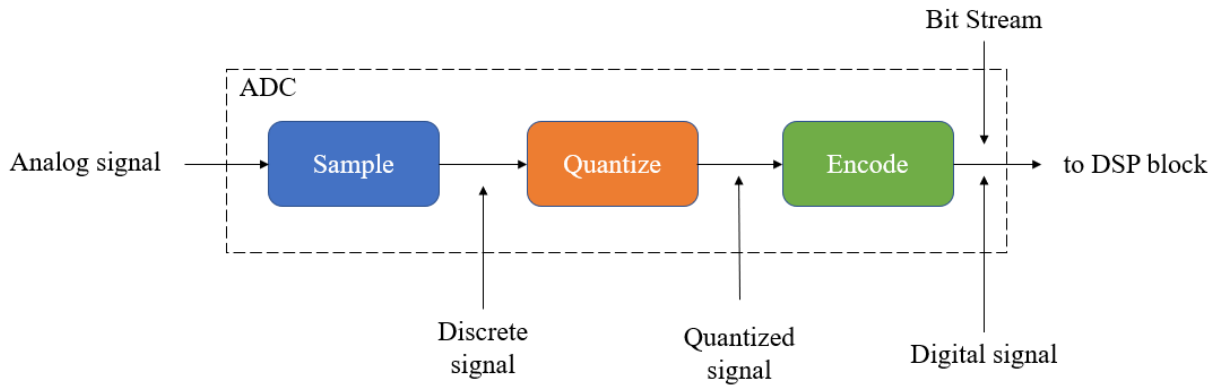 Bit Stream
ADC
Analog signal
Sample
Quantize
Encode
to DSP block
Discrete
signal
Quantized
signal
Digital signal